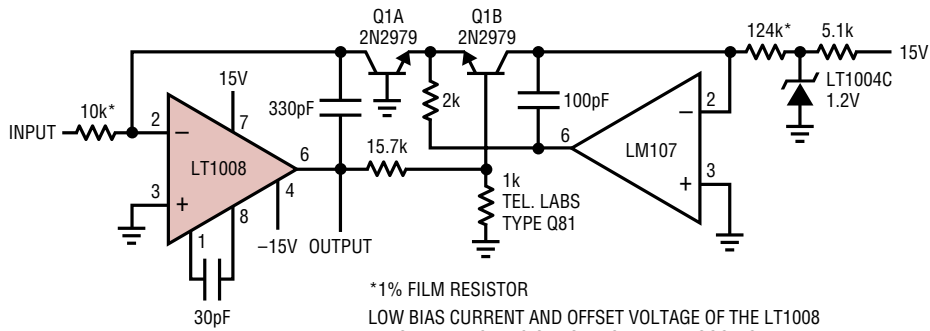 Q1A
2N2979
Q1B
2N2979
124k*
5.1k
15V
LT1004C
1.2V
330pF
2k
100pF
15V
10k*
INPUT
2
7
–
LT1008
6
15.7k
6
2
–
LM107
+
3
3
+
4
8
1
–15V
OUTPUT
1k
TEL. LABS
TYPE Q81
30pF
*1% FILM RESISTOR
LOW BIAS CURRENT AND OFFSET VOLTAGE OF THE LT1008